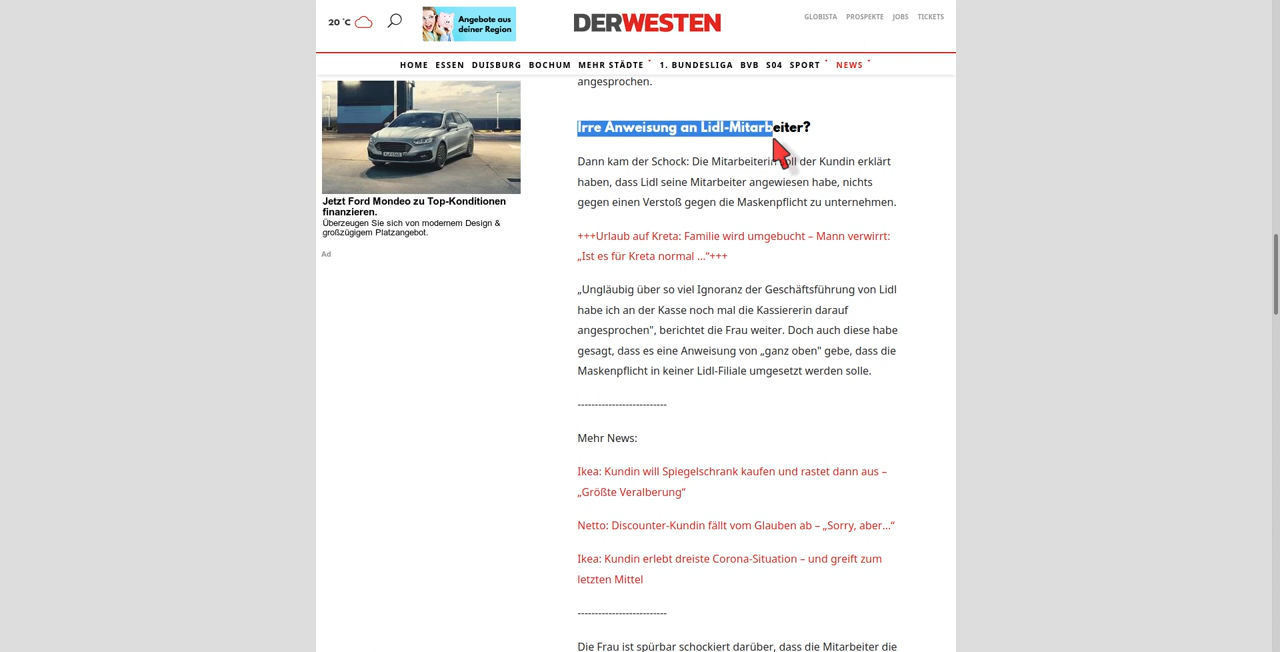 20 °C
Angebote aus
deiner Region
DERWESTEN
GLOBISTA PROSPEKTE JOBS TICKETS
HOME ESSEN DUISBURG BOCHUM MEHR STÄDTE 1. BUNDESLIGA BVB S04 SPORT NEWS
angesprochen.
Jetzt Ford Mondeo zu Top-Konditionen
finanzieren.
Überzeugen Sie sich von modernem Design &
großzügigem Platzangebot.
Ad
Irre Anweisung an Lidl-Mitarbeiter?
Dann kam der Schock: Die Mitarbeiterin soll der Kundin erklärt
haben, dass Lidl seine Mitarbeiter angewiesen habe, nichts
gegen einen Verstoß gegen die Maskenpflicht zu unternehmen.
+++Urlaub auf Kreta: Familie wird umgebucht – Mann verwirrt:
„Ist es für Kreta normal ..."+++
„Ungläubig über so viel Ignoranz der Geschäftsführung von Lidl
habe ich an der Kasse noch mal die Kassiererin darauf
angesprochen", berichtet die Frau weiter. Doch auch diese habe
gesagt, dass es eine Anweisung von „ganz oben" gebe, dass die
Maskenpflicht in keiner Lidl-Filiale umgesetzt werden solle.
--------------------------
Mehr News:
Ikea: Kundin will Spiegelschrank kaufen und rastet dann aus –
„Größte Veralberung“
Netto: Discounter-Kundin fällt vom Glauben ab – „Sorry, aber…“
Ikea: Kundin erlebt dreiste Corona-Situation – und greift zum
letzten Mittel
--------------------------
Die Frau ist spürbar schockiert darüber, dass die Mitarbeiter die